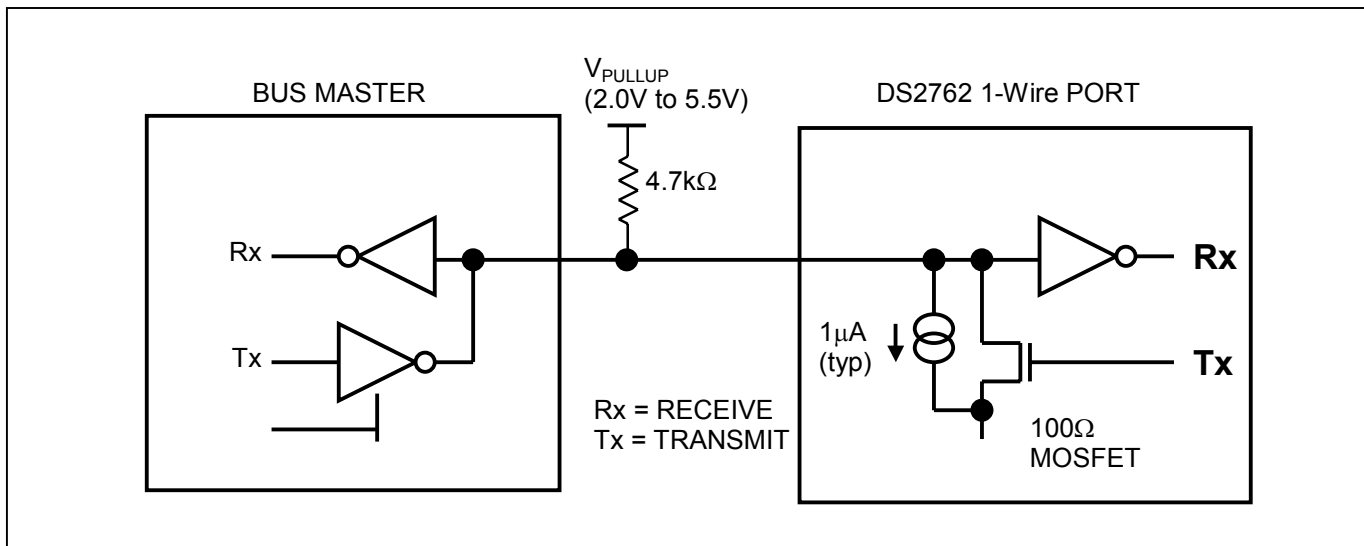 V_PULLUP
(2.0V to 5.5V)
BUS MASTER
DS2762 1-Wire PORT
4.7kΩ
Rx
Rx
1μA
(typ)
Tx
Tx
Rx = RECEIVE
Tx = TRANSMIT
100Ω
MOSFET